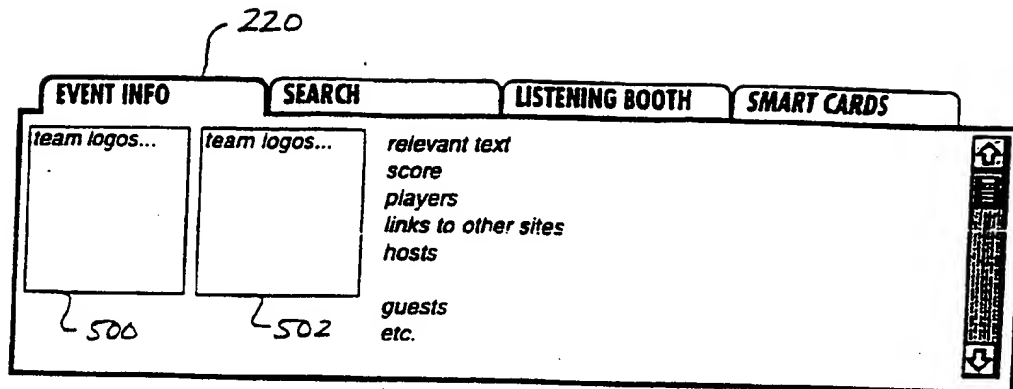 220
EVENT INFO SEARCH LISTENING BOOTH SMART CARDS
team logos... team logos... relevant text
score
players
links to other sites
hosts
guests
500 502 etc.